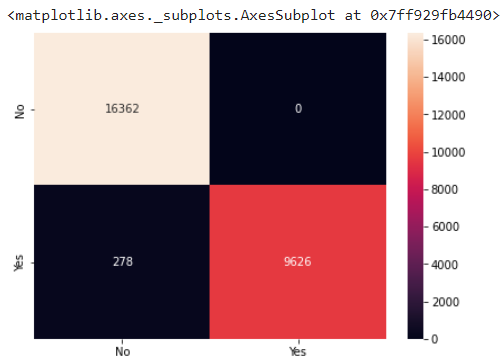 <matplotlib.axes._subplots.AxesSubplot at 0x7ff929fb4490>
16000
No
16362
0
14000
12000
10000
8000
6000
Yes
278
9626
4000
2000
0
No
Yes